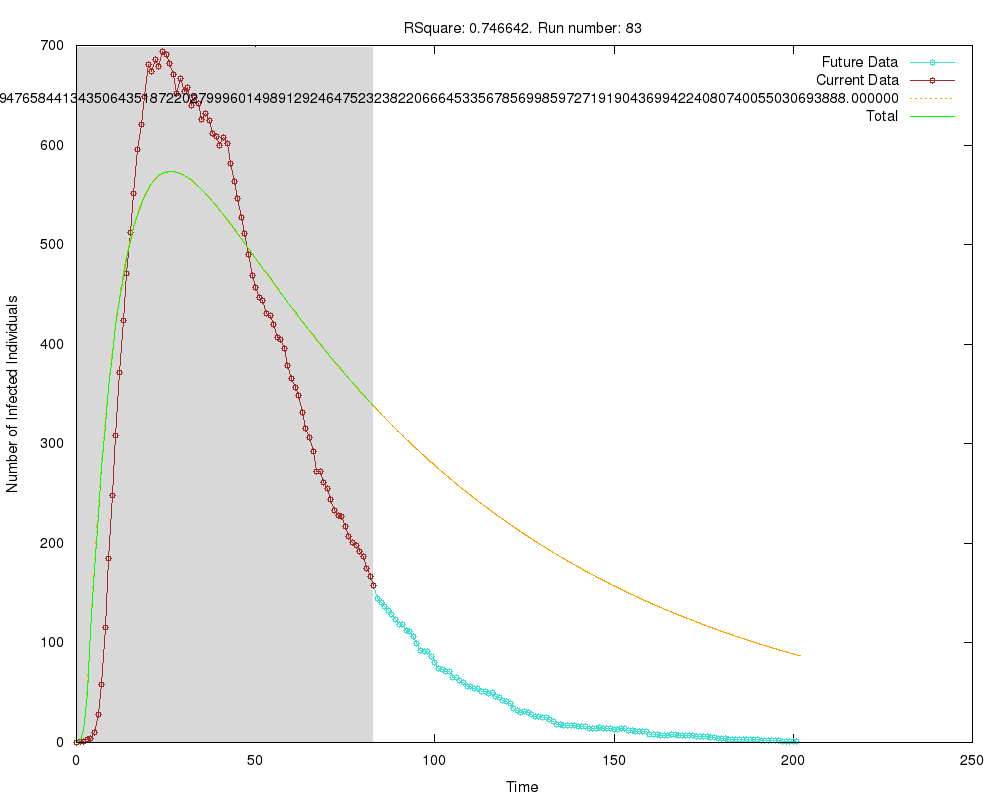 RSquare: 0.746642. Run number: 83
700
600
500
400
300
200
100
0
Number of Infected Individuals
Future Data
Current Data
Total
0 50 100 150 200 250
Time